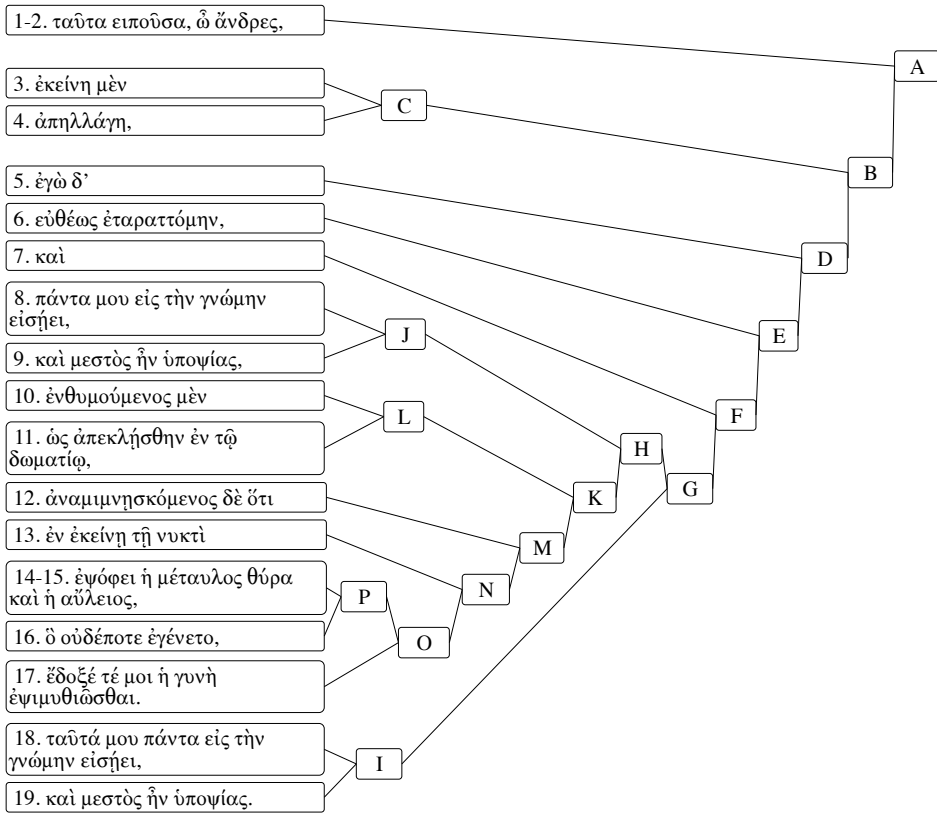 1-2. ταῦτα ειποῦσα, ὦ ἄνδρες,
A
3. ἐκείνη μὲν
C
4. ἀπηλλάγη,
B
5. ἐγὼ δ’
6. εὐθέως ἐταραττόμην,
D
7. καὶ
8. πάντα μου εἰς τὴν γνώμην
εἰσῄει,
J
E
9. καὶ μεστὸς ἦν ὑποψίας,
10. ἐνθυμούμενος μὲν
L
F
11. ὡς ἀπεκλῄσθην ἐν τῷ
δωματίῳ,
H
12. ἀναμιμνῃσκόμενος δὲ ὅτι
K
G
13. ἐν ἐκείνῃ τῇ νυκτὶ
M
14-15. ἐψόφει ἡ μέταυλος θύρα
καὶ ἡ αὔλειος,
P
N
16. ὃ οὐδέποτε ἐγένετο,
O
17. ἔδοξέ τέ μοι ἡ γυνὴ
ἐψιμυθιῶσθαι.
18. ταῦτά μου πάντα εἰς τὴν
γνώμην εἰσῄει,
I
19. καὶ μεστὸς ἦν ὑποψίας.